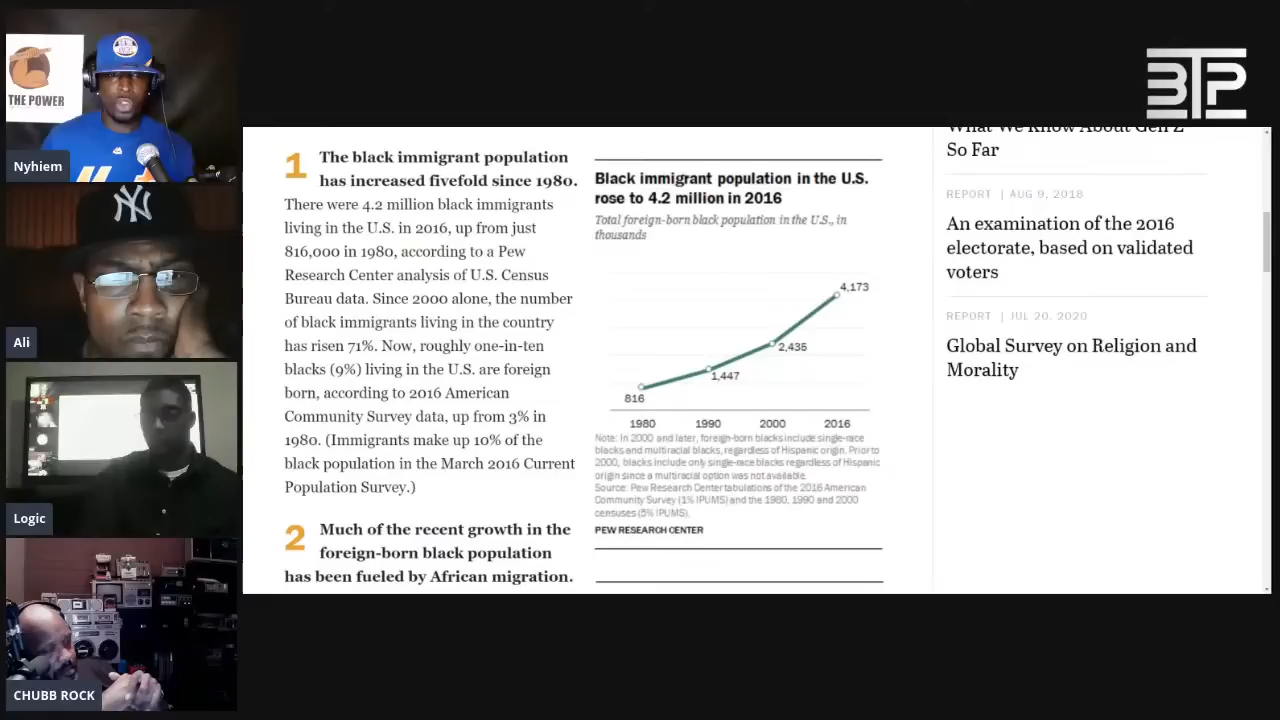 THE POWER
Nyhiem
Ali
Logic
CHUBB ROCK
1 The black immigrant population
has increased fivefold since 1980.
There were 4.2 million black immigrants
living in the U.S. in 2016, up from just
816,000 in 1980, according to a Pew
Research Center analysis of U.S. Census
Bureau data. Since 2000 alone, the number
of black immigrants living in the country
has risen 71%. Now, roughly one-in-ten
blacks (9%) living in the U.S. are foreign
born, according to 2016 American
Community Survey data, up from 3% in
1980. (Immigrants make up 10% of the
black population in the March 2016 Current
Population Survey.)
2 Much of the recent growth in the
foreign-born black population
has been fueled by African migration.
Black immigrant population in the U.S.
rose to 4.2 million in 2016
Total foreign-born black population in the U.S., in
thousands
4,173
2,435
1,447
816
1980 1990 2000 2016
Note: In 2000 and later, foreign-born blacks include single-race
blacks and multiracial blacks, regardless of Hispanic origin. Prior to
2000, blacks include only single-race blacks regardless of Hispanic
origin since a multiracial option was not available.
Source: Pew Research Center tabulations of the 2016 American
Community Survey (1% IPUMS) and the 1980, 1990 and 2000
censuses (5% IPUMS).
PEW RESEARCH CENTER
BTP
What We Know About Gen Z
So Far
REPORT | AUG 9, 2018
An examination of the 2016
electorate, based on validated
voters
REPORT | JUL 20, 2020
Global Survey on Religion and
Morality